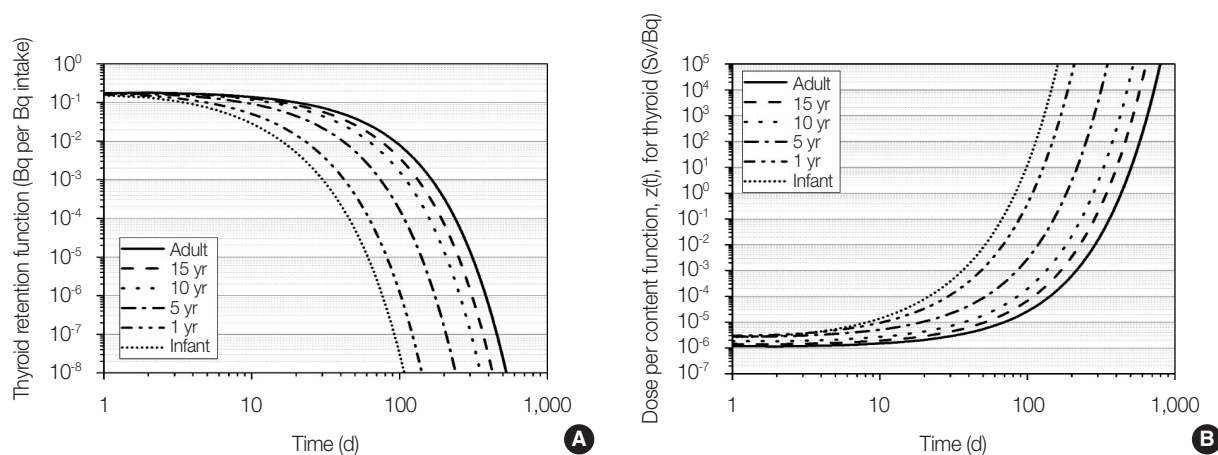 Thyroid retention function (Bq per Bq intake)
10^0
10^-1
10^-2
10^-3
10^-4
10^-5
10^-6
10^-7
10^-8
Adult
15 yr
10 yr
5 yr
1 yr
Infant
1
10
100
1,000
Time (d)
A
Dose per content function, z(t), for thyroid (Sv/Bq)
10^5
10^4
10^3
10^2
10^1
10^0
10^-1
10^-2
10^-3
10^-4
10^-5
10^-6
10^-7
Adult
15 yr
10 yr
5 yr
1 yr
Infant
1
10
100
1,000
Time (d)
B